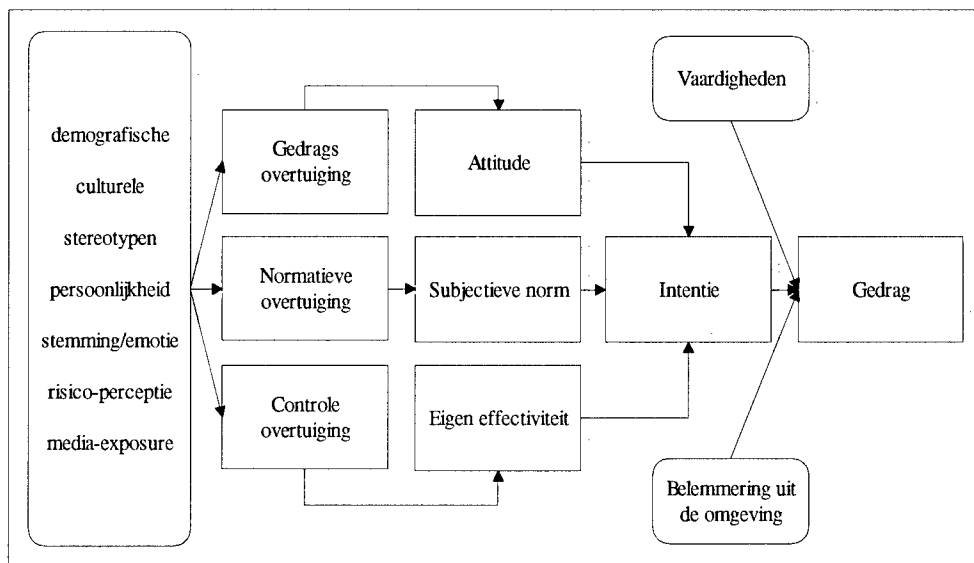 demografische
culturele
stereotypen
persoonlijkheid
stemming/emotie
risico-perceptie
media-exposure
Gedrags
overtuiging
Normatieve
overtuiging
Controle
overtuiging
Attitude
Subjectieve norm
Eigen effectiviteit
Intentie
Vaardigheden
Belemmering uit
de omgeving
Gedrag